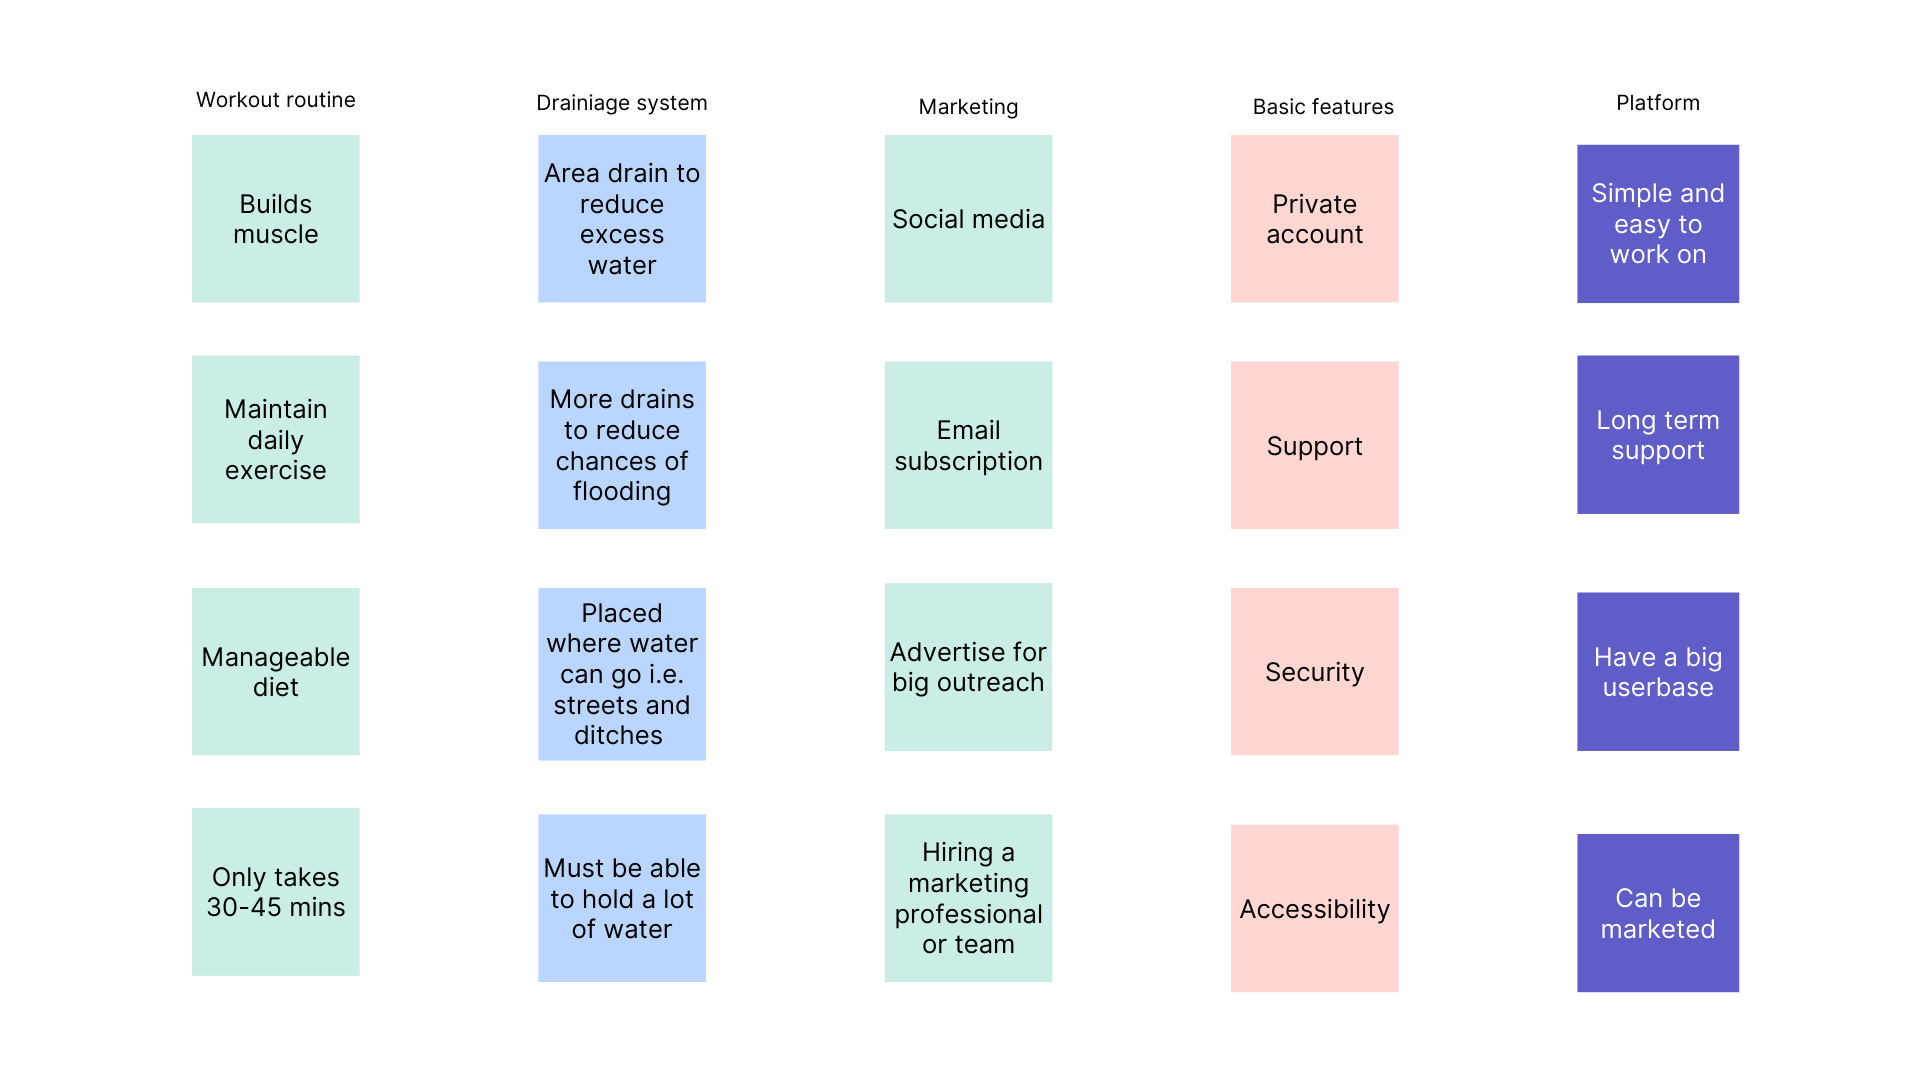 Workout routine
Builds
muscle
Maintain
daily
exercise
Manageable
diet
Only takes
30-45 mins
Drainiage system
Area drain to
reduce
excess
water
More drains
to reduce
chances of
flooding
Placed
where water
can go i.e.
streets and
ditches
Must be able
to hold a lot
of water
Marketing
Social media
Email
subscription
Advertise for
big outreach
Hiring a
marketing
professional
or team
Basic features
Private
account
Support
Security
Accessibility
Platform
Simple and
easy to
work on
Long term
support
Have a big
userbase
Can be
marketed